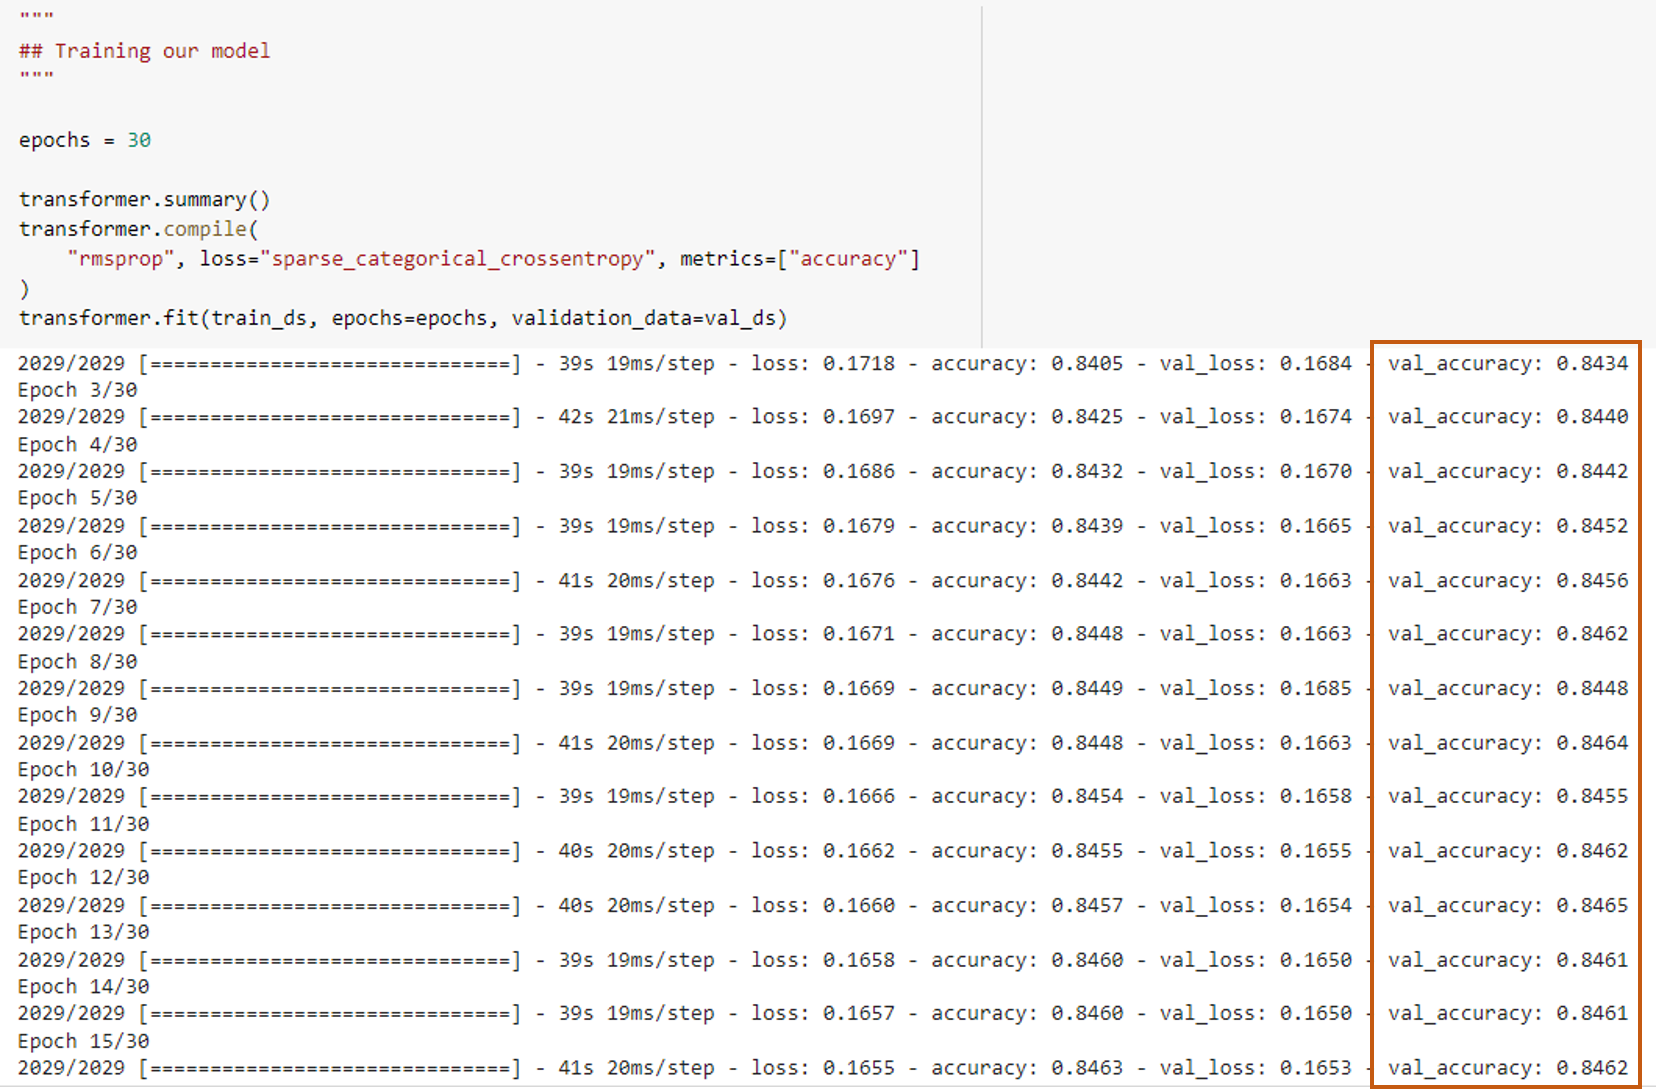 """
## Training our model
"""
epochs = 30
transformer.summary()
transformer.compile(
    "rmsprop", loss="sparse_categorical_crossentropy", metrics=["accuracy"]
)
transformer.fit(train_ds, epochs=epochs, validation_data=val_ds)
2029/2029 [==============================] - 39s 19ms/step - loss: 0.1718 - accuracy: 0.8405 - val_loss: 0.1684 - val_accuracy: 0.8434
Epoch 3/30
2029/2029 [==============================] - 42s 21ms/step - loss: 0.1697 - accuracy: 0.8425 - val_loss: 0.1674 - val_accuracy: 0.8440
Epoch 4/30
2029/2029 [==============================] - 39s 19ms/step - loss: 0.1686 - accuracy: 0.8432 - val_loss: 0.1670 - val_accuracy: 0.8442
Epoch 5/30
2029/2029 [==============================] - 39s 19ms/step - loss: 0.1679 - accuracy: 0.8439 - val_loss: 0.1665 - val_accuracy: 0.8452
Epoch 6/30
2029/2029 [==============================] - 41s 20ms/step - loss: 0.1676 - accuracy: 0.8442 - val_loss: 0.1663 - val_accuracy: 0.8456
Epoch 7/30
2029/2029 [==============================] - 39s 19ms/step - loss: 0.1671 - accuracy: 0.8448 - val_loss: 0.1663 - val_accuracy: 0.8462
Epoch 8/30
2029/2029 [==============================] - 39s 19ms/step - loss: 0.1669 - accuracy: 0.8449 - val_loss: 0.1685 - val_accuracy: 0.8448
Epoch 9/30
2029/2029 [==============================] - 41s 20ms/step - loss: 0.1669 - accuracy: 0.8448 - val_loss: 0.1663 - val_accuracy: 0.8464
Epoch 10/30
2029/2029 [==============================] - 39s 19ms/step - loss: 0.1666 - accuracy: 0.8454 - val_loss: 0.1658 - val_accuracy: 0.8455
Epoch 11/30
2029/2029 [==============================] - 40s 20ms/step - loss: 0.1662 - accuracy: 0.8455 - val_loss: 0.1655 - val_accuracy: 0.8462
Epoch 12/30
2029/2029 [==============================] - 40s 20ms/step - loss: 0.1660 - accuracy: 0.8457 - val_loss: 0.1654 - val_accuracy: 0.8465
Epoch 13/30
2029/2029 [==============================] - 39s 19ms/step - loss: 0.1658 - accuracy: 0.8460 - val_loss: 0.1650 - val_accuracy: 0.8461
Epoch 14/30
2029/2029 [==============================] - 39s 19ms/step - loss: 0.1657 - accuracy: 0.8460 - val_loss: 0.1650 - val_accuracy: 0.8461
Epoch 15/30
2029/2029 [==============================] - 41s 20ms/step - loss: 0.1655 - accuracy: 0.8463 - val_loss: 0.1653 - val_accuracy: 0.8462